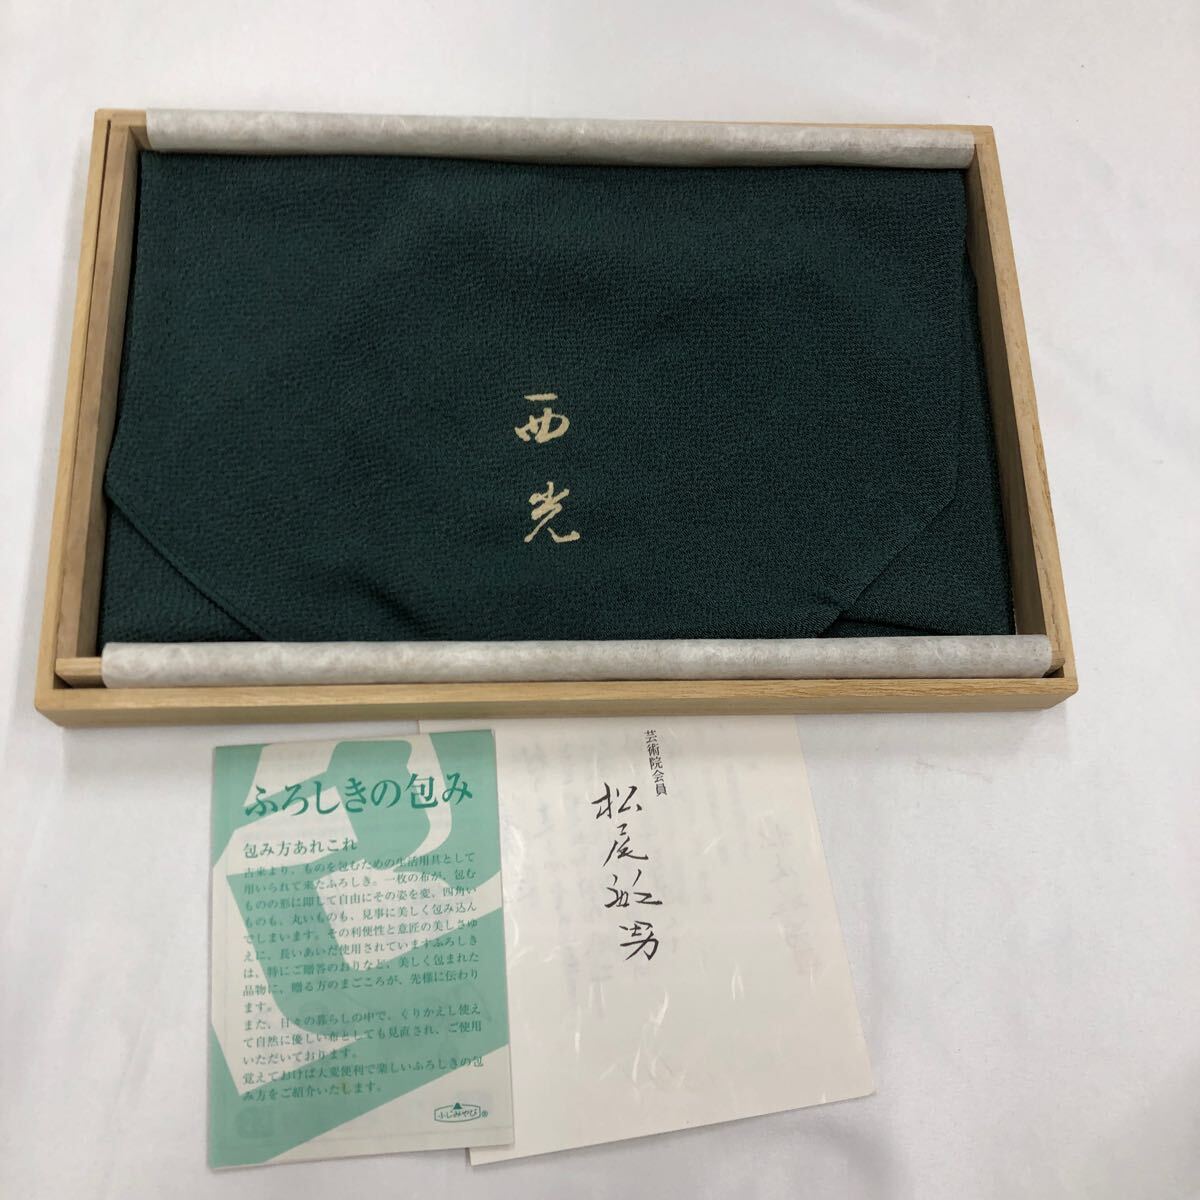 西光
芸術院会員
松尾敏男
ふろしきの包み
包み方あれこれ
古来より、ものを包むための生活用具として
用いられて来たふろしき。一枚の布が、包む
ものの形に即して自由にその姿を変、四角い
ものも、丸いものも、見事に美しく包み込ん
でしまいます。その利便性と意匠の美しさゆ
えに、長いあいだ使用されていますふろしき
は、特にご贈答のおりなど、美しく包まれた
品物に、贈る方のまごころが、先様に伝わり
ます。
また、日々の暮らしの中で、くりかえし使え
て自然に優しい布としても見直され、ご使用
いただいております。
覚えておけば大変便利で楽しいふろしきの包
み方をご紹介いたします。
ふじみやび®